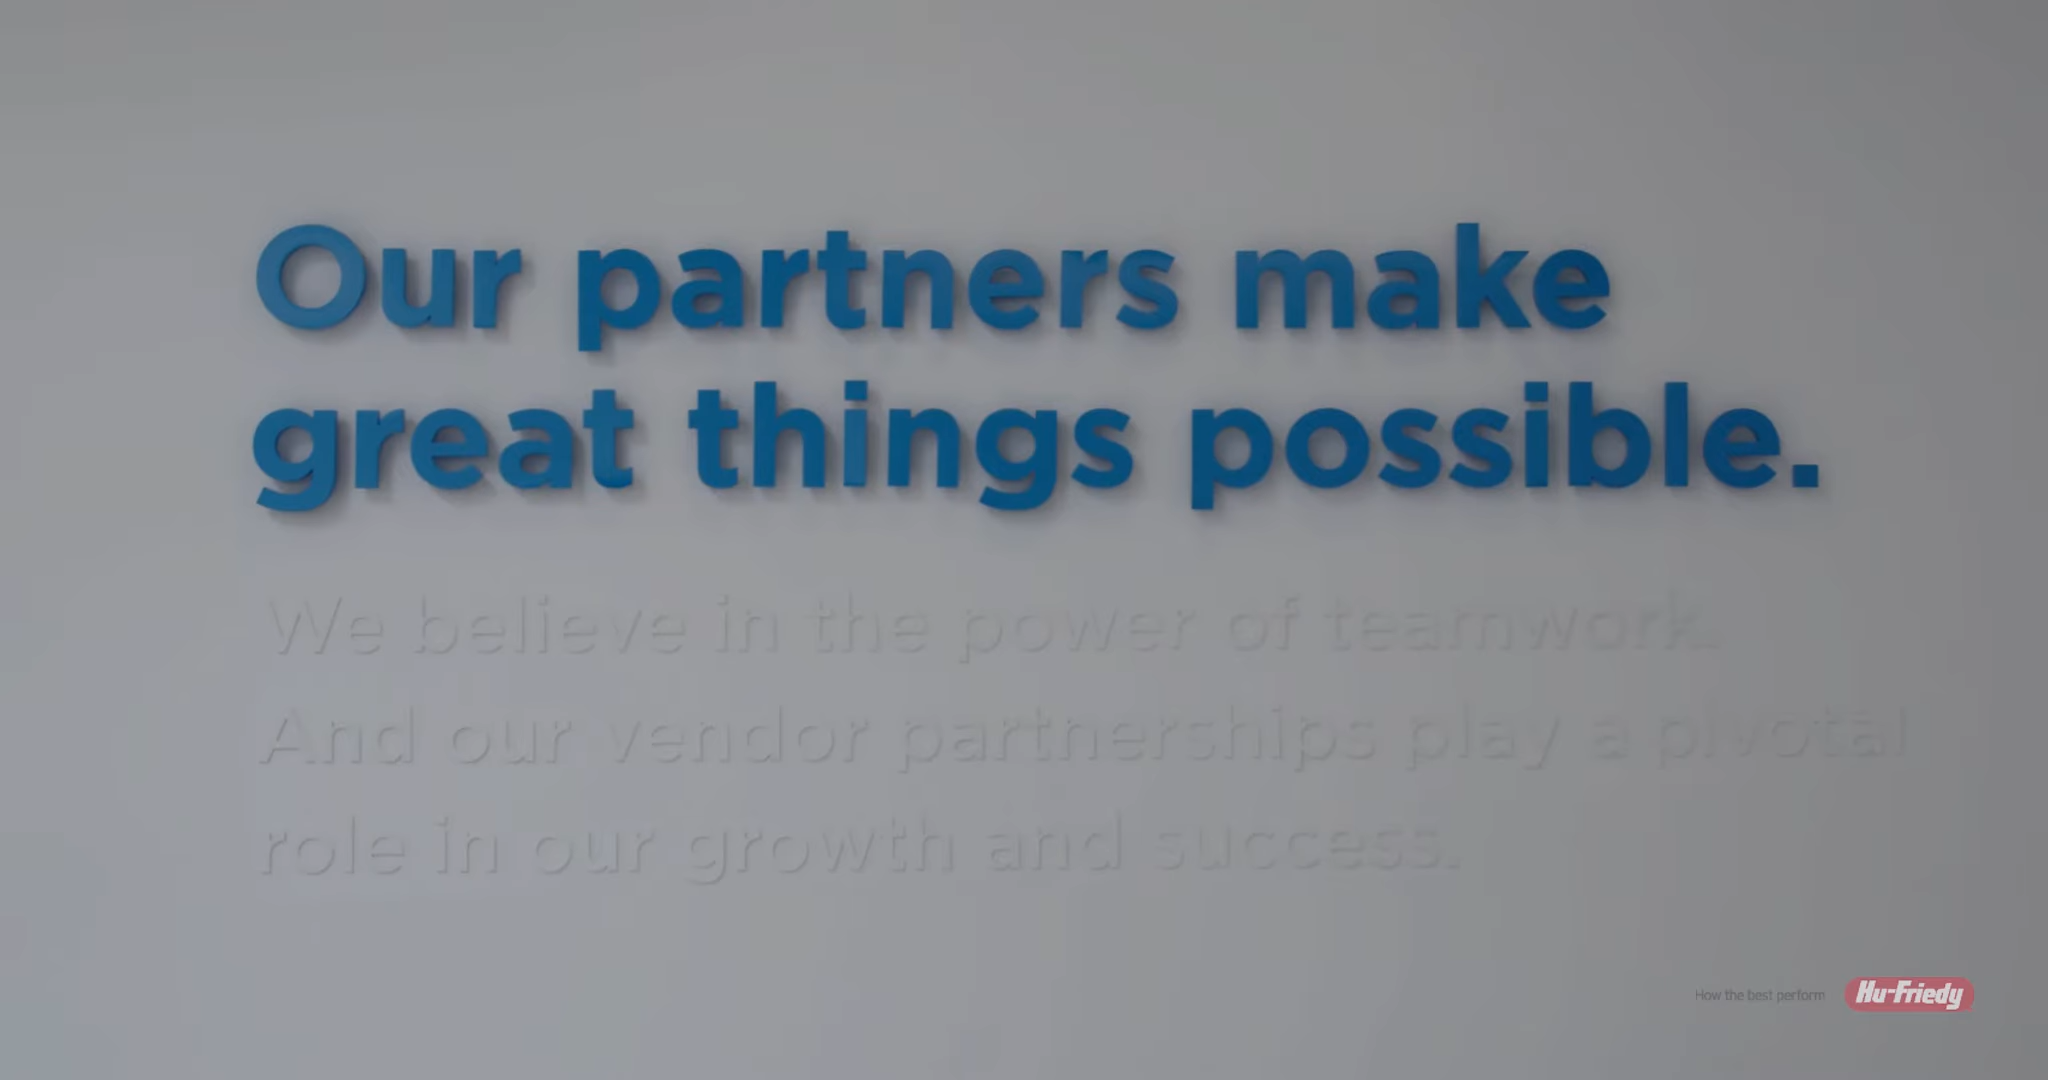 Our partners make
great things possible.
We believe in the power of teamwork.
And our vendor partnerships play a pivotal
role in our growth and success.
How the best perform
Hu-Friedy